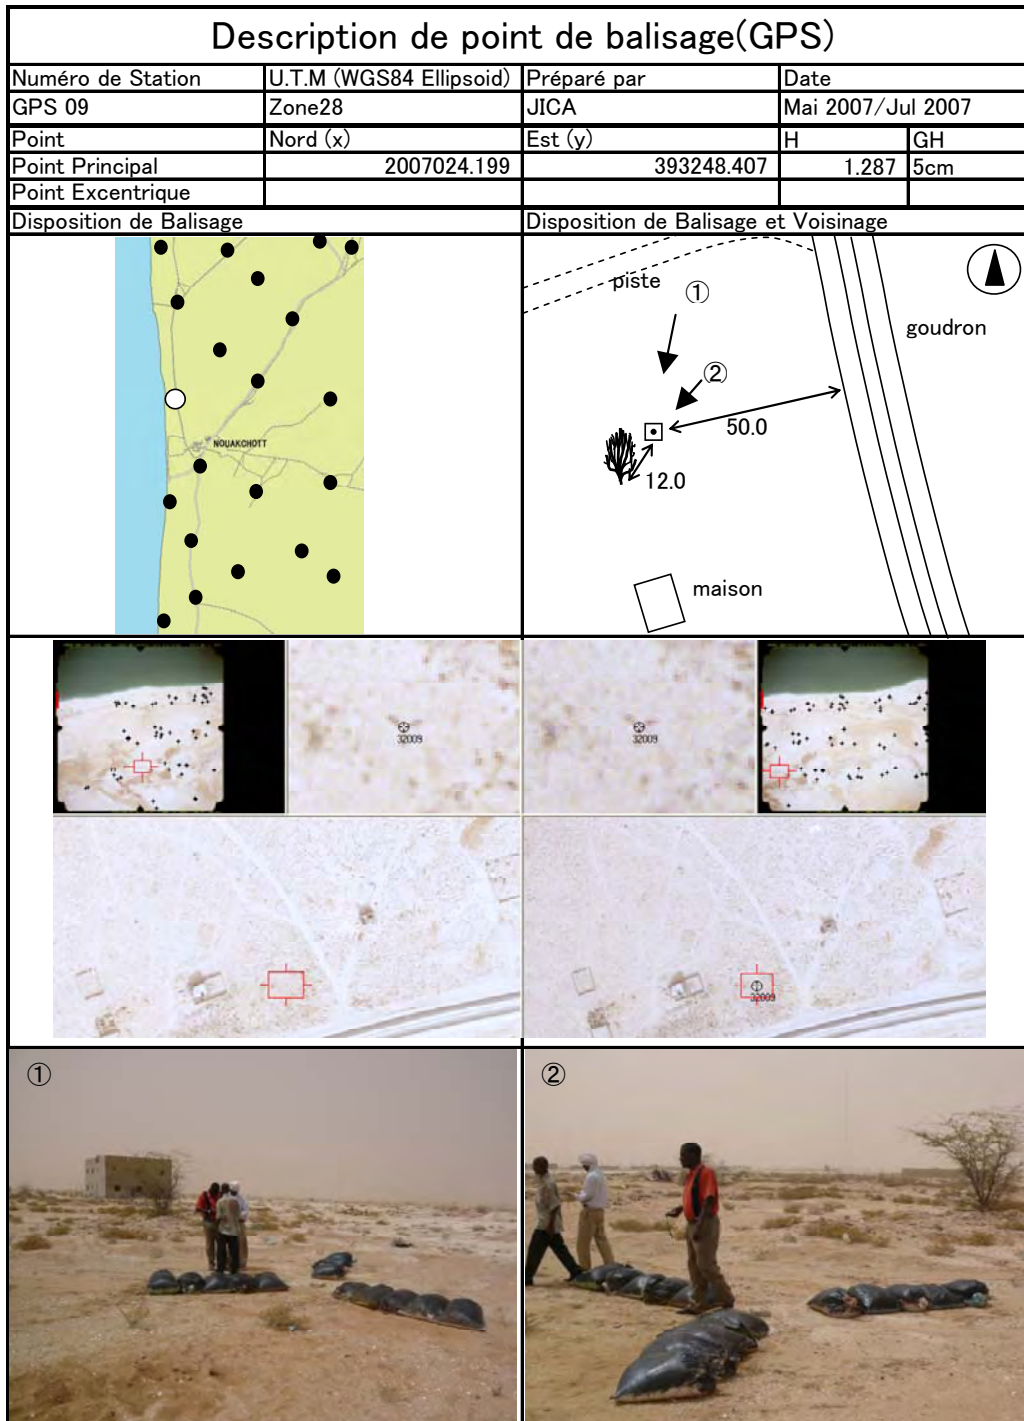 Description de point de balisage(GPS)
Numéro de Station U.T.M (WGS84 Ellipsoid) Préparé par Date
GPS 09 Zone28 JICA Mai 2007/Jul 2007
Point Nord (x) Est (y) H GH
Point Principal 2007024.199 393248.407 1.287 5cm
Point Excentrique
Disposition de Balisage Disposition de Balisage et Voisinage
NOUAKCHOTT
piste
①
goudron
②
50.0
12.0
maison
32009
32009
32009
①
②